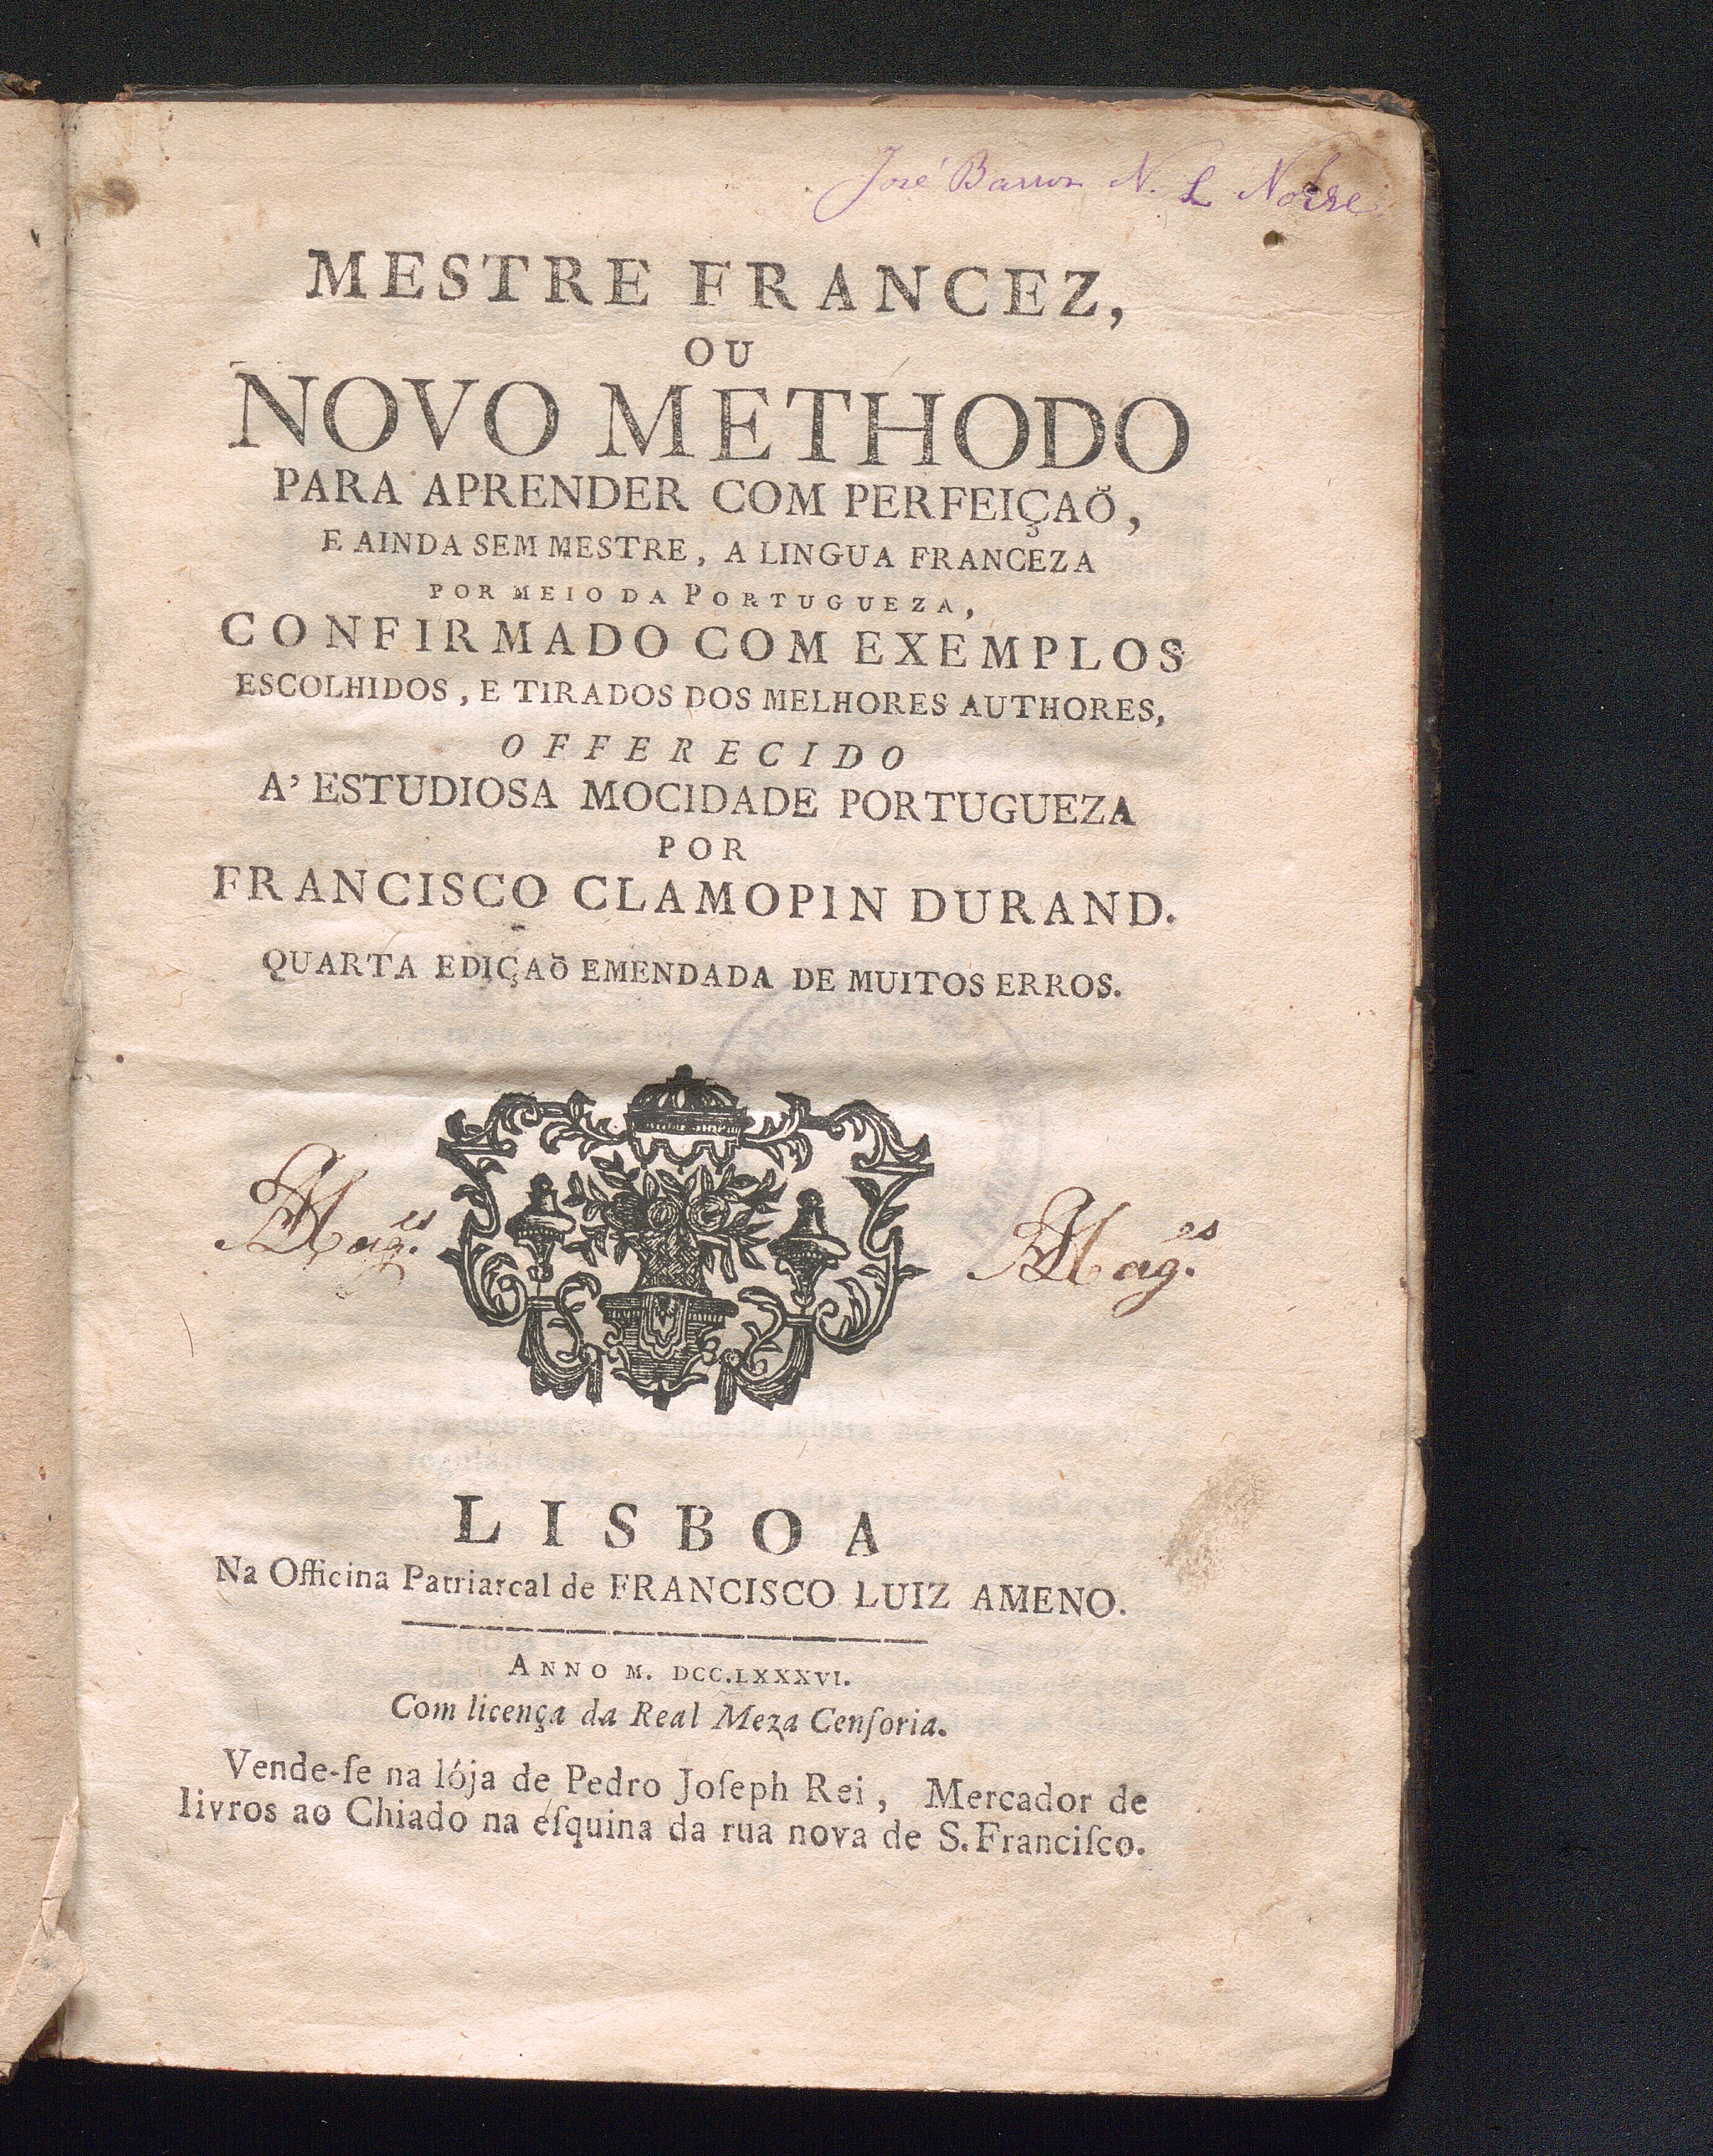 José Barros N. L Nobre
MESTRE FRANCEZ,
OU
NOVO METHODO
PARA APRENDER COM PERFEIÇAÕ,
E AINDA SEM MESTRE, A LINGUA FRANCEZA
POR MEIO DA PORTUGUEZA,
CONFIRMADO COM EXEMPLOS
ESCOLHIDOS, E TIRADOS DOS MELHORES AUTHORES,
OFFERECIDO
A' ESTUDIOSA MOCIDADE PORTUGUEZA
POR
FRANCISCO CLAMOPIN DURAND.
QUARTA EDIÇAÕ EMENDADA DE MUITOS ERROS.
LISBOA
Na Officina Patriarcal de FRANCISCO LUIZ AMENO.
ANNO M. DCC.LXXXVI.
Com licença da Real Meza Cenſoria.
Vende-ſe na lója de Pedro Joſeph Rei, Mercador de
livros ao Chiado na eſquina da rua nova de S. Franciſco.